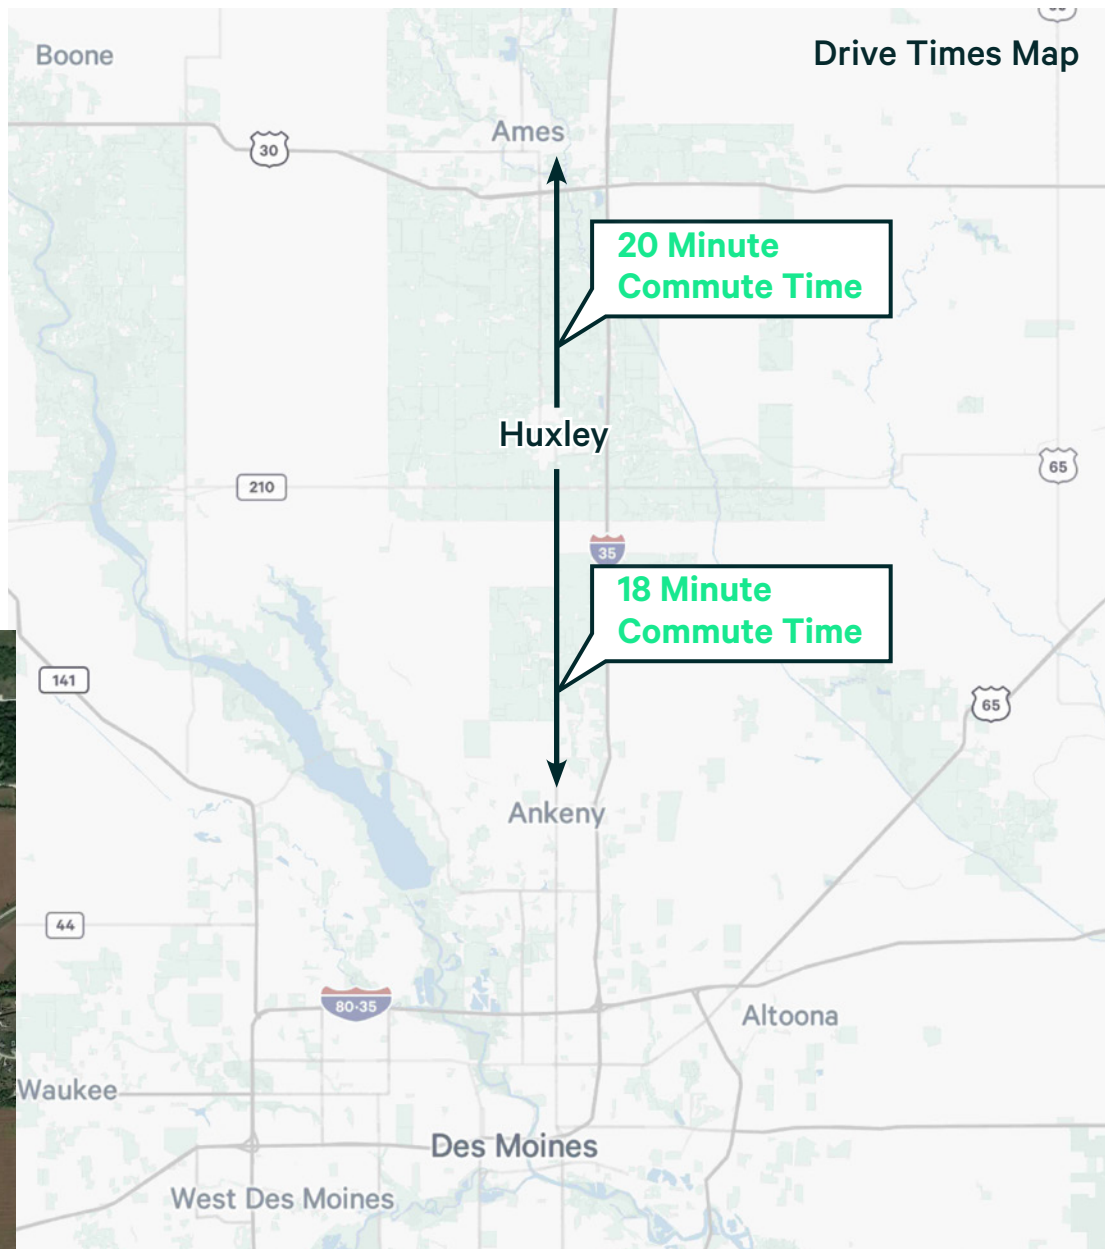 Boone
Drive Times Map
Ames
30
20 Minute
Commute Time
Huxley
65
210
35
18 Minute
Commute Time
141
65
Ankeny
44
80-35
Altoona
Waukee
Des Moines
West Des Moines